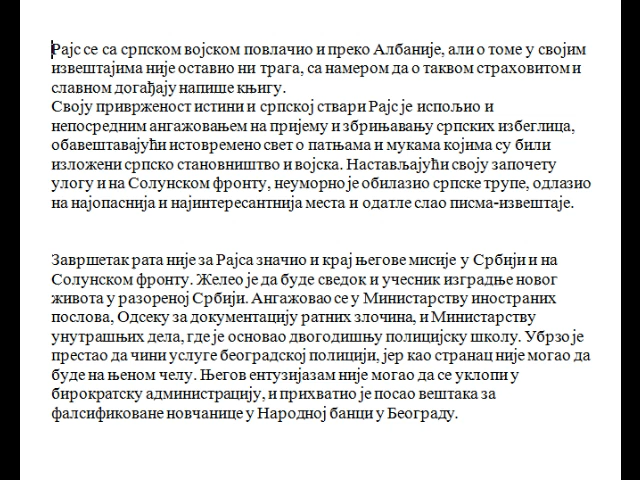 Рајс се са српском војском повлачио и преко Албаније, али о томе у својим
извештајима није оставио ни трага, са намером да о таквом страховитом и
славном догађају напише књигу.
Своју приврженост истини и српској ствари Рајс је испољио и
непосредним ангажовањем на пријему и збрињавању српских избеглица,
обавештавајући истовремено свет о патњама и мукама којима су били
изложени српско становништво и војска. Настављајући своју започету
улогу и на Солунском фронту, неуморно је обилазио српске трупе, одлазио
на најопаснија и најинтересантнија места и одатле слао писма-извештаје.
Завршетак рата није за Рајса значио и крај његове мисије у Србији и на
Солунском фронту. Желео је да буде сведок и учесник изградње новог
живота у разореној Србији. Ангажовао се у Министарству иностраних
послова, Одсеку за документацију ратних злочина, и Министарству
унутрашњих дела, где је основао двогодишњу полицијску школу. Убрзо је
престао да чини услуге београдској полицији, јер као странац није могао да
буде на њеном челу. Његов ентузијазам није могао да се уклопи у
бирократску администрацију, и прихватио је посао вештака за
фалсификоване новчанице у Народној банци у Београду.